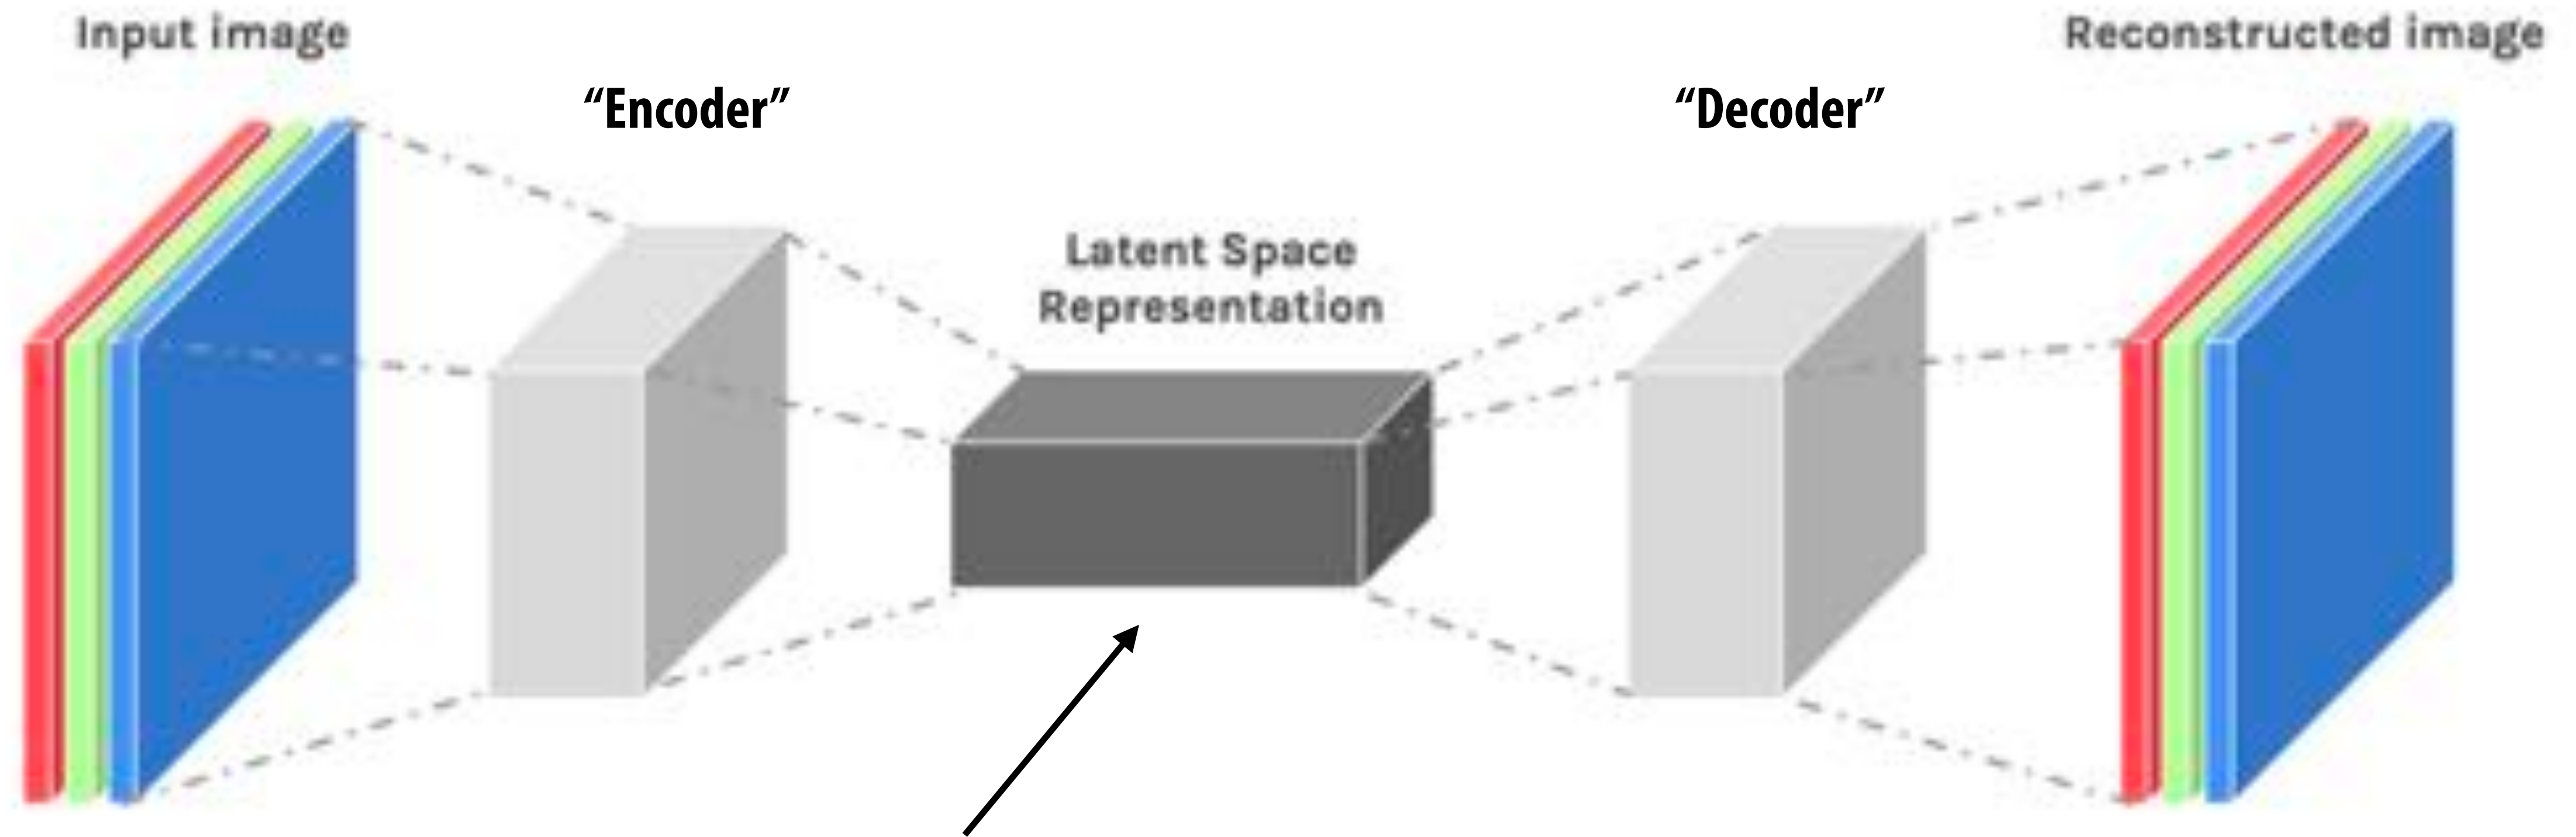 Input image
Reconstructed image
“Encoder”
“Decoder”
Latent Space
Representation